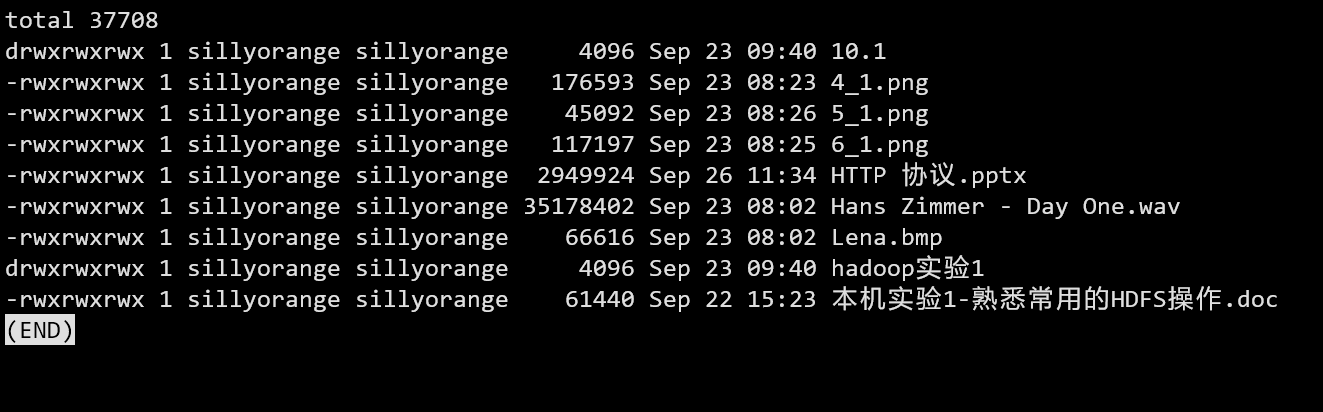 total 37708
drwxrwxrwx 1 sillyorange sillyorange     4096 Sep 23 09:40 10.1
-rwxrwxrwx 1 sillyorange sillyorange   176593 Sep 23 08:23 4_1.png
-rwxrwxrwx 1 sillyorange sillyorange    45092 Sep 23 08:26 5_1.png
-rwxrwxrwx 1 sillyorange sillyorange   117197 Sep 23 08:25 6_1.png
-rwxrwxrwx 1 sillyorange sillyorange  2949924 Sep 26 11:34 HTTP 协议.pptx
-rwxrwxrwx 1 sillyorange sillyorange 35178402 Sep 23 08:02 Hans Zimmer - Day One.wav
-rwxrwxrwx 1 sillyorange sillyorange    66616 Sep 23 08:02 Lena.bmp
drwxrwxrwx 1 sillyorange sillyorange     4096 Sep 23 09:40 hadoop实验1
-rwxrwxrwx 1 sillyorange sillyorange    61440 Sep 22 15:23 本机实验1-熟悉常用的HDFS操作.doc
(END)